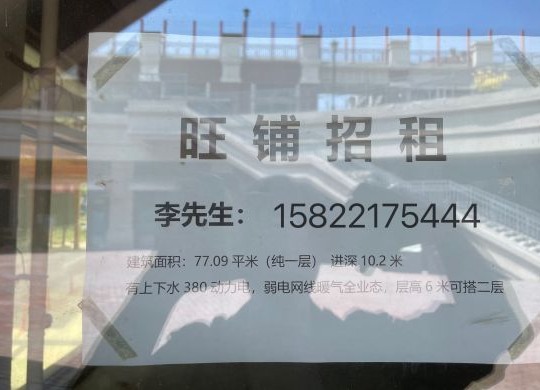 旺铺招租
李先生： 15822175444
建筑面积：77.09 平米（纯一层） 进深 10.2 米
有上下水 380 动力电，弱电网线暖气全业态，层高 6 米可搭二层